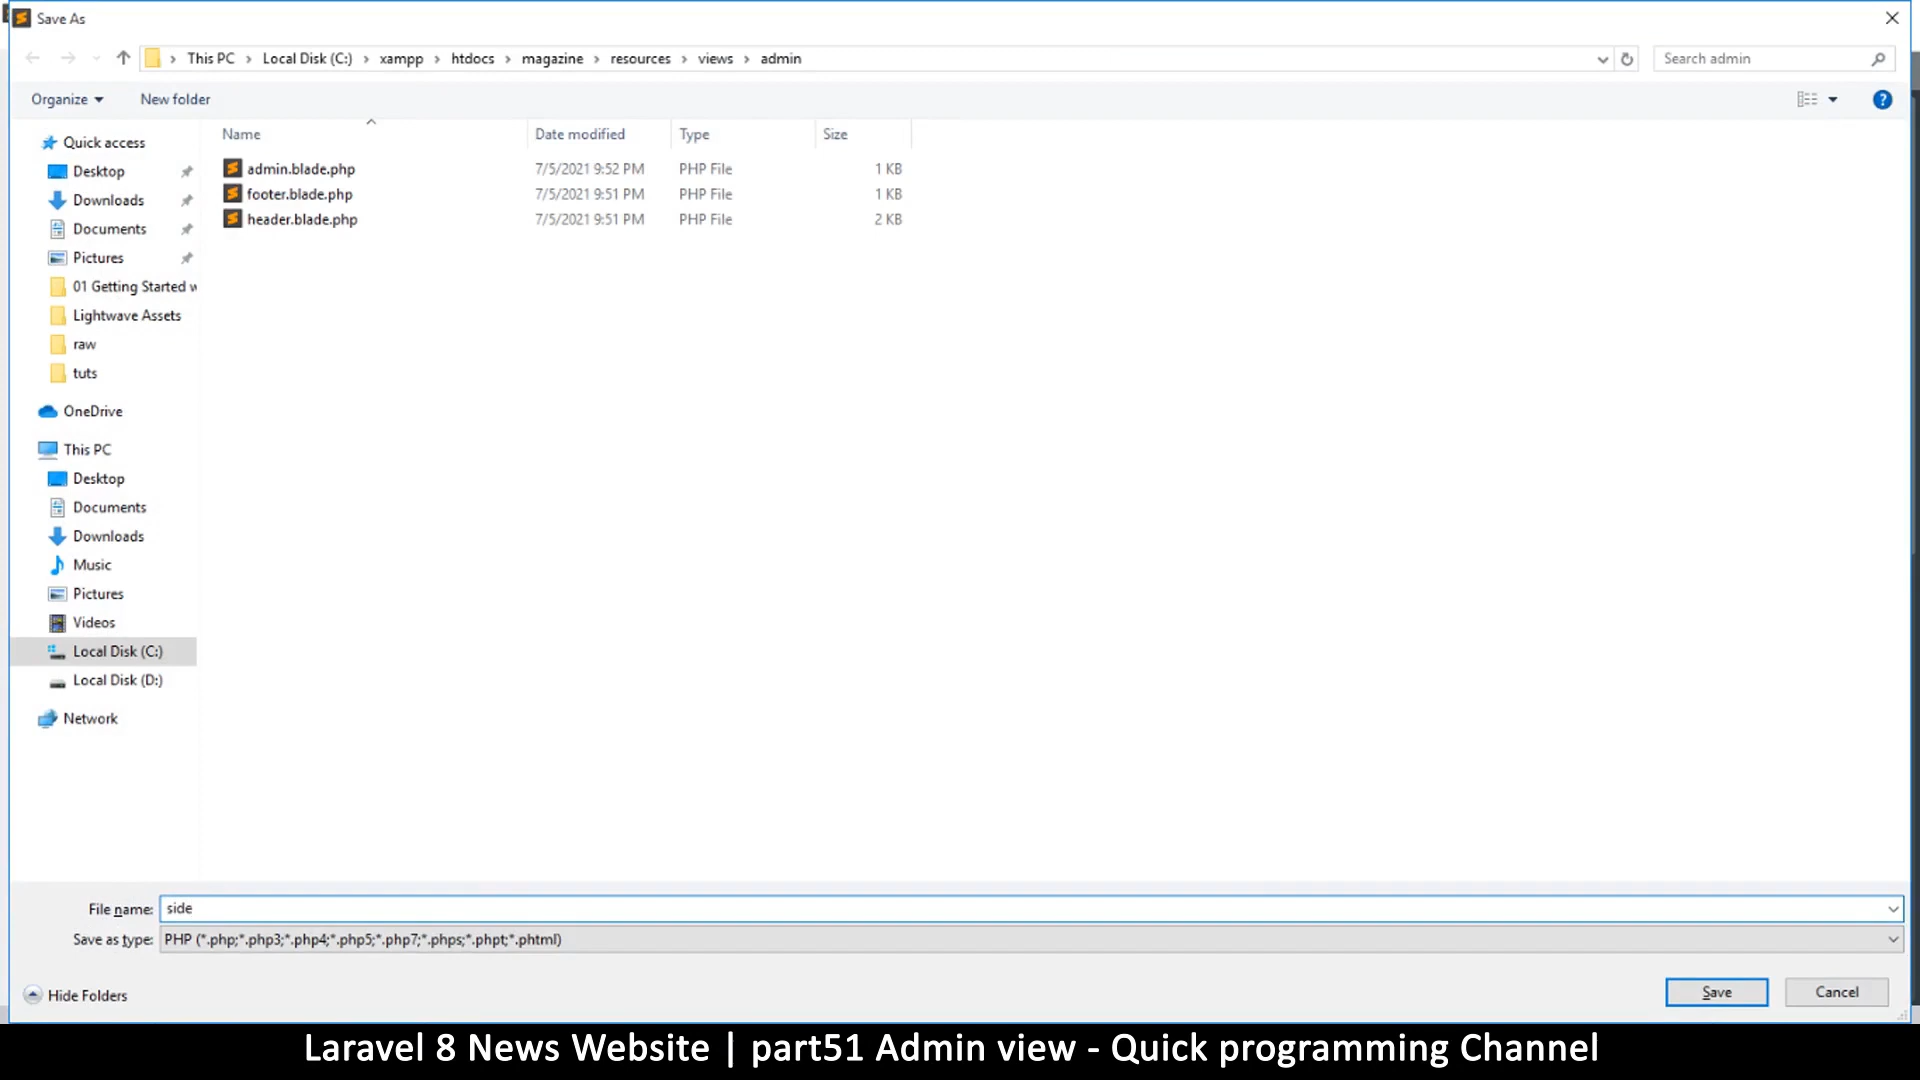 Save As
This PC > Local Disk (C:) > xampp > htdocs > magazine > resources > views > admin
Search admin
Organize
New folder
Name
Date modified
Type
Size
admin.blade.php 7/5/2021 9:52 PM PHP File 1 KB
footer.blade.php 7/5/2021 9:51 PM PHP File 1 KB
header.blade.php 7/5/2021 9:51 PM PHP File 2 KB
Quick access
Desktop
Downloads
Documents
Pictures
01 Getting Started w
Lightwave Assets
raw
tuts
OneDrive
This PC
Desktop
Documents
Downloads
Music
Pictures
Videos
Local Disk (C:)
Local Disk (D:)
Network
File name: side
Save as type: PHP (*.php;*.php3;*.php4;*.php5;*.php7;*.phps;*.phpt;*.phtml)
Hide Folders
Save
Cancel
Laravel 8 News Website | part51 Admin view - Quick programming Channel